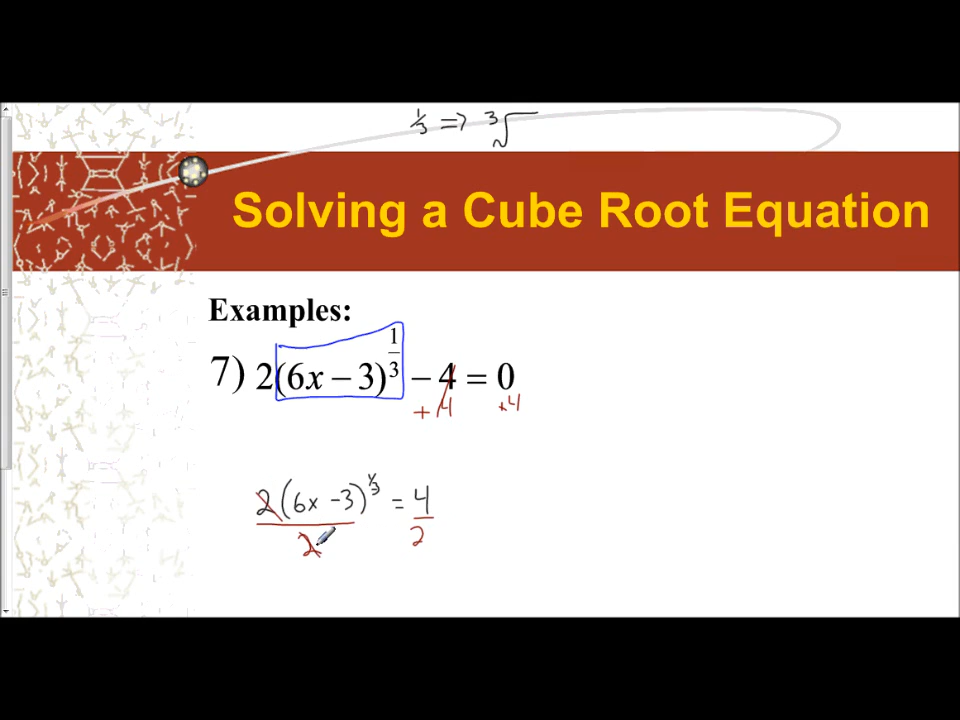 1/3 => ³√
Solving a Cube Root Equation
Examples:
7) 2(6x − 3)^(1/3) − 4 = 0
+4 +4
2(6x −3)^(1/3) = 4
2 2